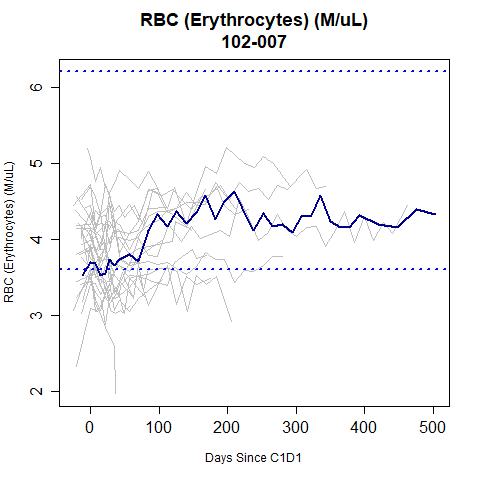 RBC (Erythrocytes) (M/uL)
102-007
RBC (Erythrocytes) (M/uL)
6
5
4
3
2
0 100 200 300 400 500
Days Since C1D1